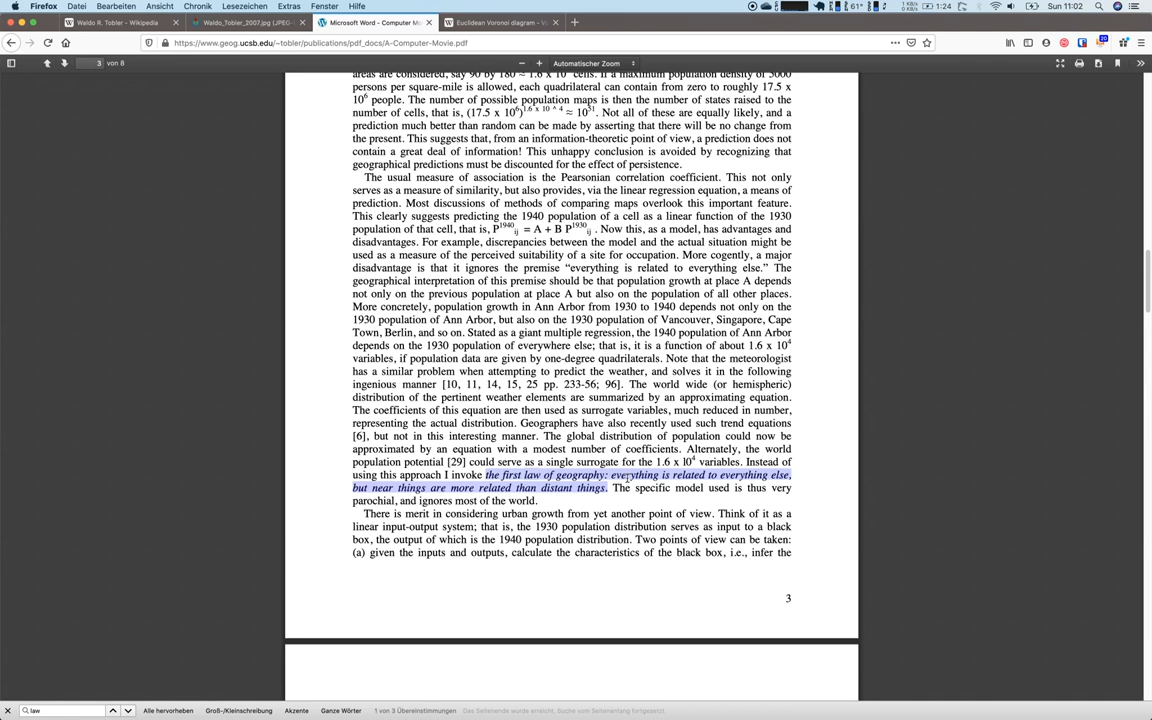 Firefox Datei Bearbeiten Ansicht Chronik Lesezeichen Extras Fenster Hilfe 61° 1:24 Sun 11:02
Waldo R. Tobler – Wikipedia × Waldo_Tobler_2007.jpg (JPEG- × Microsoft Word - Computer Mo × Euclidean Voronoi diagram - V ×
https://www.geog.ucsb.edu/~tobler/publications/pdf_docs/A-Computer-Movie.pdf
3 von 8 Automatischer Zoom
areas are considered, say 90 by 180 ≈ 1.6 x 10 cells. If a maximum population density of 5000
persons per square-mile is allowed, each quadrilateral can contain from zero to roughly 17.5 x
10⁶ people. The number of possible population maps is then the number of states raised to the
number of cells, that is, (17.5 x 10⁶)^1.6 x 10 ^ 4 ≈ 10⁵¹. Not all of these are equally likely, and a
prediction much better than random can be made by asserting that there will be no change from
the present. This suggests that, from an information-theoretic point of view, a prediction does not
contain a great deal of information! This unhappy conclusion is avoided by recognizing that
geographical predictions must be discounted for the effect of persistence.
The usual measure of association is the Pearsonian correlation coefficient. This not only
serves as a measure of similarity, but also provides, via the linear regression equation, a means of
prediction. Most discussions of methods of comparing maps overlook this important feature.
This clearly suggests predicting the 1940 population of a cell as a linear function of the 1930
population of that cell, that is, P¹⁹⁴⁰ij = A + B P¹⁹³⁰ij . Now this, as a model, has advantages and
disadvantages. For example, discrepancies between the model and the actual situation might be
used as a measure of the perceived suitability of a site for occupation. More cogently, a major
disadvantage is that it ignores the premise “everything is related to everything else.” The
geographical interpretation of this premise should be that population growth at place A depends
not only on the previous population at place A but also on the population of all other places.
More concretely, population growth in Ann Arbor from 1930 to 1940 depends not only on the
1930 population of Ann Arbor, but also on the 1930 population of Vancouver, Singapore, Cape
Town, Berlin, and so on. Stated as a giant multiple regression, the 1940 population of Ann Arbor
depends on the 1930 population of everywhere else; that is, it is a function of about 1.6 x 10⁴
variables, if population data are given by one-degree quadrilaterals. Note that the meteorologist
has a similar problem when attempting to predict the weather, and solves it in the following
ingenious manner [10, 11, 14, 15, 25 pp. 233-56; 96]. The world wide (or hemispheric)
distribution of the pertinent weather elements are summarized by an approximating equation.
The coefficients of this equation are then used as surrogate variables, much reduced in number,
representing the actual distribution. Geographers have also recently used such trend equations
[6], but not in this interesting manner. The global distribution of population could now be
approximated by an equation with a modest number of coefficients. Alternately, the world
population potential [29] could serve as a single surrogate for the 1.6 x 10⁴ variables. Instead of
using this approach I invoke the first law of geography: everything is related to everything else,
but near things are more related than distant things. The specific model used is thus very
parochial, and ignores most of the world.
There is merit in considering urban growth from yet another point of view. Think of it as a
linear input-output system; that is, the 1930 population distribution serves as input to a black
box, the output of which is the 1940 population distribution. Two points of view can be taken:
(a) given the inputs and outputs, calculate the characteristics of the black box, i.e., infer the
3
law Alle hervorheben Groß-/Kleinschreibung Akzente Ganze Wörter 1 von 3 Übereinstimmungen Das Seitenende wurde erreicht, Suche vom Seitenanfang fortgesetzt.